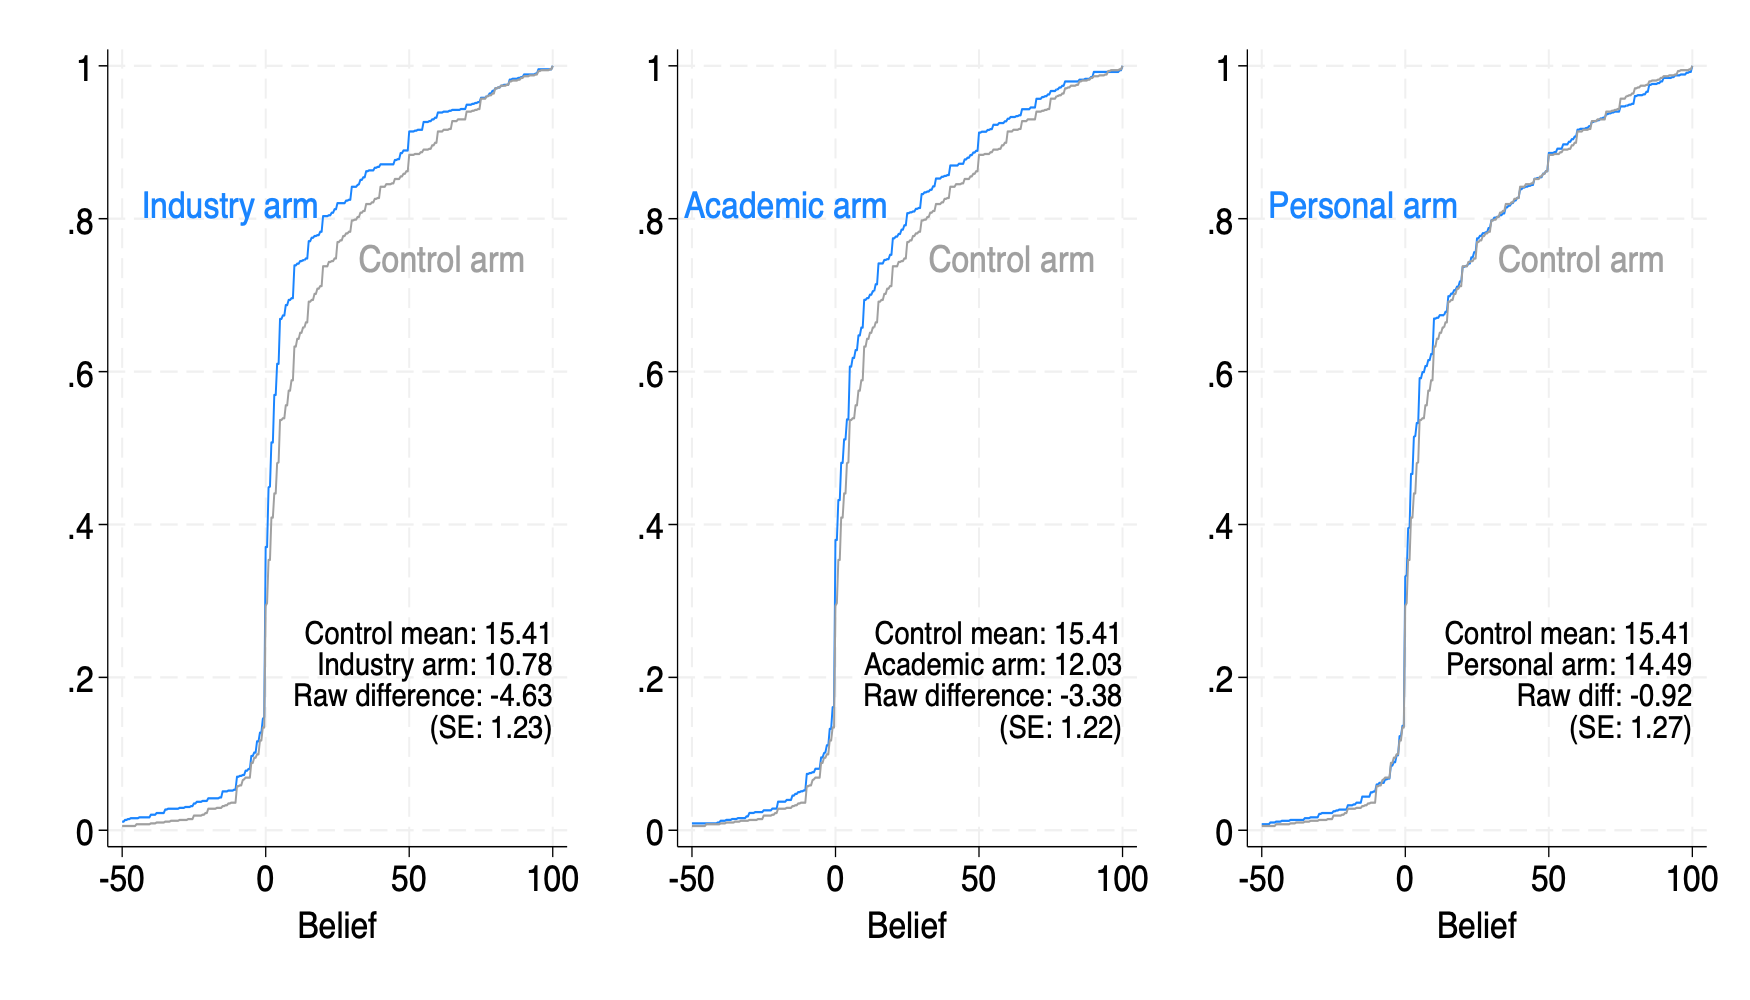 1
.8
.6
.4
.2
0
Industry arm
Control arm
Control mean: 15.41
Industry arm: 10.78
Raw difference: -4.63
(SE: 1.23)
-50 0 50 100
Belief
1
.8
.6
.4
.2
0
Academic arm
Control arm
Control mean: 15.41
Academic arm: 12.03
Raw difference: -3.38
(SE: 1.22)
-50 0 50 100
Belief
1
.8
.6
.4
.2
0
Personal arm
Control arm
Control mean: 15.41
Personal arm: 14.49
Raw diff: -0.92
(SE: 1.27)
-50 0 50 100
Belief